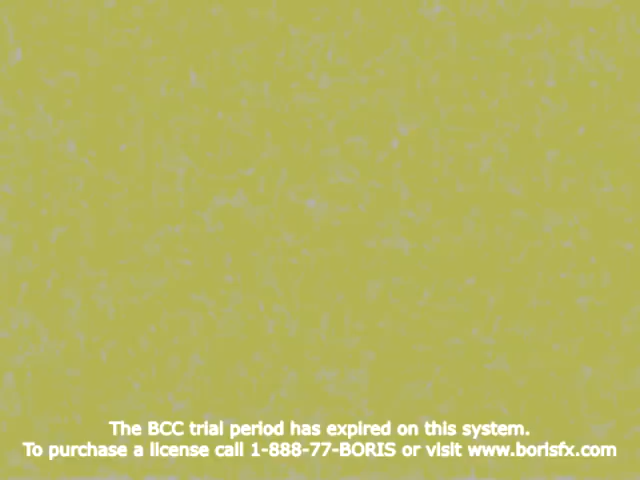 The BCC trial period has expired on this system.
To purchase a license call 1-888-77-BORIS or visit www.borisfx.com